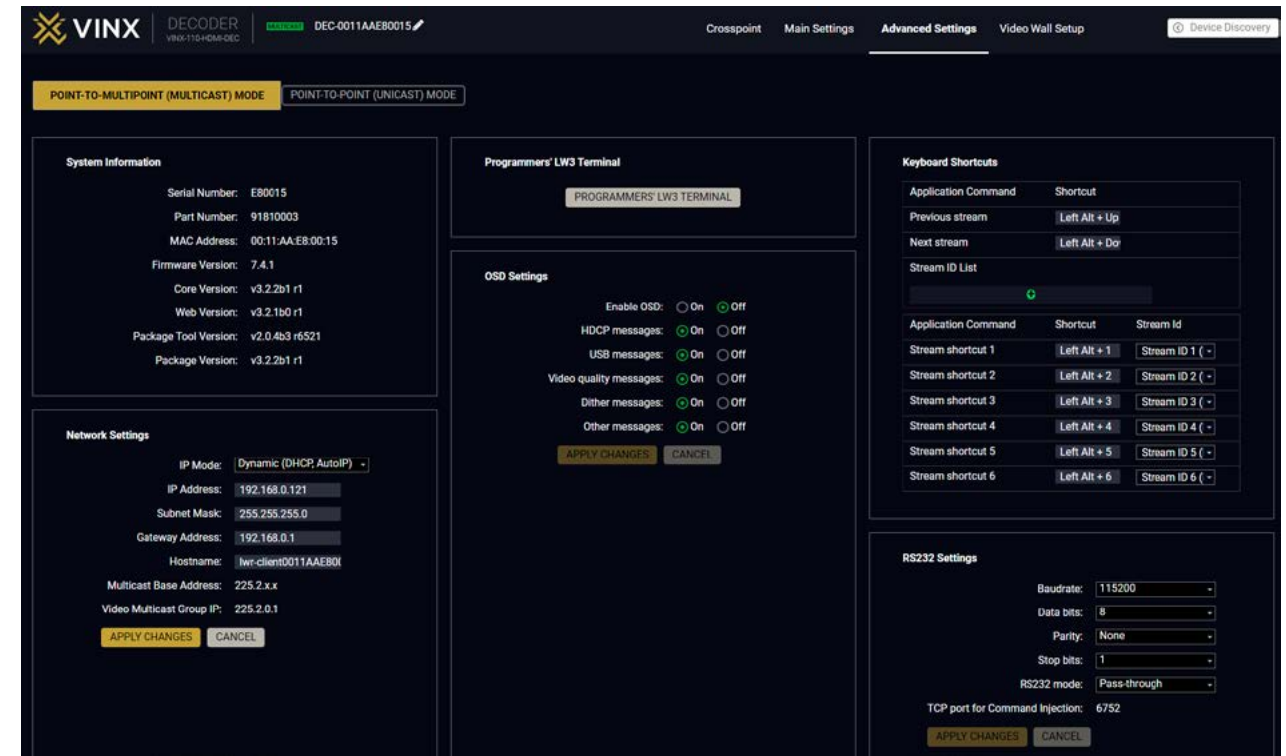 VINX
DECODER
VINX-110-HDMI-DEC
MULTICAST
DEC-0011AAE80015
Crosspoint
Main Settings
Advanced Settings
Video Wall Setup
Device Discovery
POINT-TO-MULTIPOINT (MULTICAST) MODE
POINT-TO-POINT (UNICAST) MODE
System Information
Serial Number: E80015
Part Number: 91810003
MAC Address: 00:11:AA:E8:00:15
Firmware Version: 7.4.1
Core Version: v3.2.2b1 r1
Web Version: v3.2.1b0 r1
Package Tool Version: v2.0.4b3 r6521
Package Version: v3.2.2b1 r1
Network Settings
IP Mode: Dynamic (DHCP, AutoIP)
IP Address: 192.168.0.121
Subnet Mask: 255.255.255.0
Gateway Address: 192.168.0.1
Hostname: lwr-client0011AAE80(
Multicast Base Address: 225.2.x.x
Video Multicast Group IP: 225.2.0.1
APPLY CHANGES CANCEL
Programmers' LW3 Terminal
PROGRAMMERS' LW3 TERMINAL
OSD Settings
Enable OSD: On Off
HDCP messages: On Off
USB messages: On Off
Video quality messages: On Off
Dither messages: On Off
Other messages: On Off
APPLY CHANGES CANCEL
Keyboard Shortcuts
Application Command Shortcut
Previous stream Left Alt + Up
Next stream Left Alt + Do
Stream ID List
Application Command Shortcut Stream Id
Stream shortcut 1 Left Alt + 1 Stream ID 1 (
Stream shortcut 2 Left Alt + 2 Stream ID 2 (
Stream shortcut 3 Left Alt + 3 Stream ID 3 (
Stream shortcut 4 Left Alt + 4 Stream ID 4 (
Stream shortcut 5 Left Alt + 5 Stream ID 5 (
Stream shortcut 6 Left Alt + 6 Stream ID 6 (
RS232 Settings
Baudrate: 115200
Data bits: 8
Parity: None
Stop bits: 1
RS232 mode: Pass-through
TCP port for Command Injection: 6752
APPLY CHANGES CANCEL